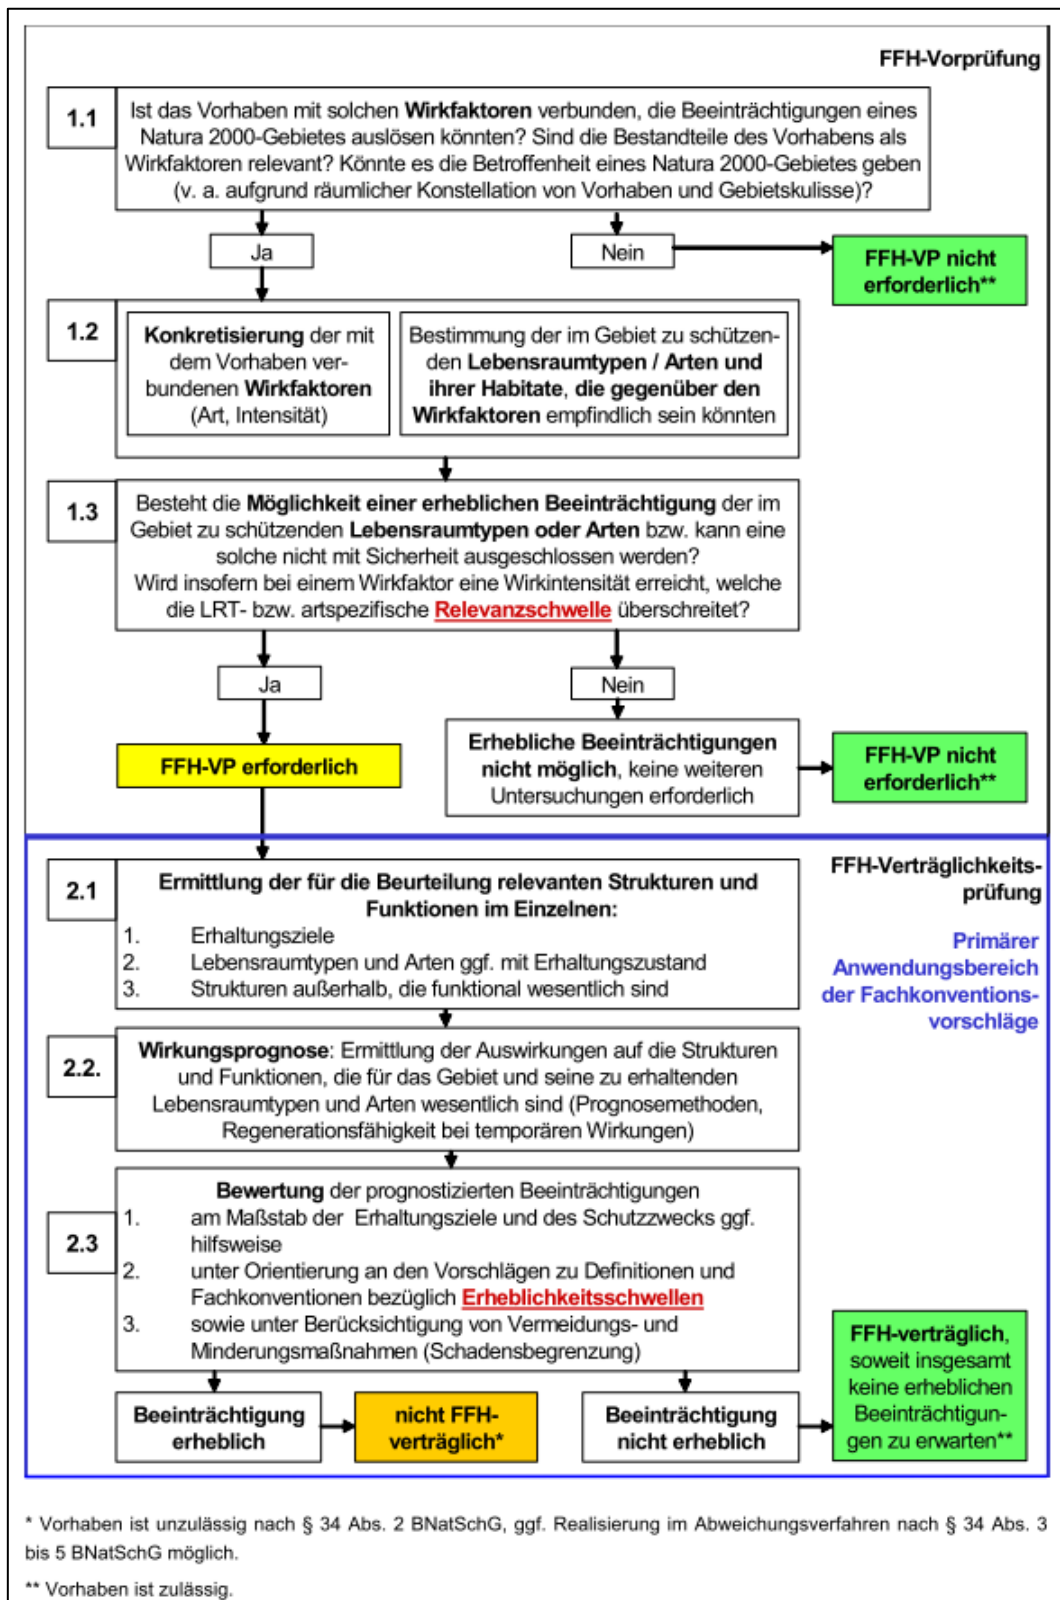 FFH-Vorprüfung
1.1
Ist das Vorhaben mit solchen Wirkfaktoren verbunden, die Beeinträchtigungen eines
Natura 2000-Gebietes auslösen könnten? Sind die Bestandteile des Vorhabens als
Wirkfaktoren relevant? Könnte es die Betroffenheit eines Natura 2000-Gebietes geben
(v. a. aufgrund räumlicher Konstellation von Vorhaben und Gebietskulisse)?
Ja
Nein
FFH-VP nicht
erforderlich**
1.2
Konkretisierung der mit
dem Vorhaben ver-
bundenen Wirkfaktoren
(Art, Intensität)
Bestimmung der im Gebiet zu schützen-
den Lebensraumtypen / Arten und
ihrer Habitate, die gegenüber den
Wirkfaktoren empfindlich sein könnten
1.3
Besteht die Möglichkeit einer erheblichen Beeinträchtigung der im
Gebiet zu schützenden Lebensraumtypen oder Arten bzw. kann eine
solche nicht mit Sicherheit ausgeschlossen werden?
Wird insofern bei einem Wirkfaktor eine Wirkintensität erreicht, welche
die LRT- bzw. artspezifische Relevanzschwelle überschreitet?
Ja
Nein
FFH-VP erforderlich
Erhebliche Beeinträchtigungen
nicht möglich, keine weiteren
Untersuchungen erforderlich
FFH-VP nicht
erforderlich**
FFH-Verträglichkeits-
prüfung
Primärer
Anwendungsbereich
der Fachkonventions-
vorschläge
2.1
Ermittlung der für die Beurteilung relevanten Strukturen und
Funktionen im Einzelnen:
1. Erhaltungsziele
2. Lebensraumtypen und Arten ggf. mit Erhaltungszustand
3. Strukturen außerhalb, die funktional wesentlich sind
2.2.
Wirkungsprognose: Ermittlung der Auswirkungen auf die Strukturen
und Funktionen, die für das Gebiet und seine zu erhaltenden
Lebensraumtypen und Arten wesentlich sind (Prognosemethoden,
Regenerationsfähigkeit bei temporären Wirkungen)
2.3
Bewertung der prognostizierten Beeinträchtigungen
1. am Maßstab der Erhaltungsziele und des Schutzzwecks ggf.
hilfsweise
2. unter Orientierung an den Vorschlägen zu Definitionen und
Fachkonventionen bezüglich Erheblichkeitsschwellen
3. sowie unter Berücksichtigung von Vermeidungs- und
Minderungsmaßnahmen (Schadensbegrenzung)
Beeinträchtigung
erheblich
nicht FFH-
verträglich*
Beeinträchtigung
nicht erheblich
FFH-verträglich,
soweit insgesamt
keine erheblichen
Beeinträchtigun-
gen zu erwarten**
* Vorhaben ist unzulässig nach § 34 Abs. 2 BNatSchG, ggf. Realisierung im Abweichungsverfahren nach § 34 Abs. 3
bis 5 BNatSchG möglich.
** Vorhaben ist zulässig.